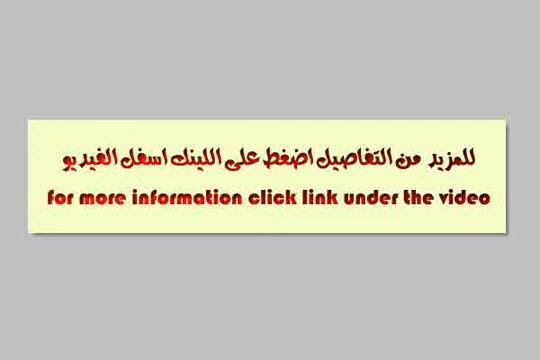 للمزيد من التفاصيل اضغط على اللينك اسفل الفيديو
for more information click link under the video